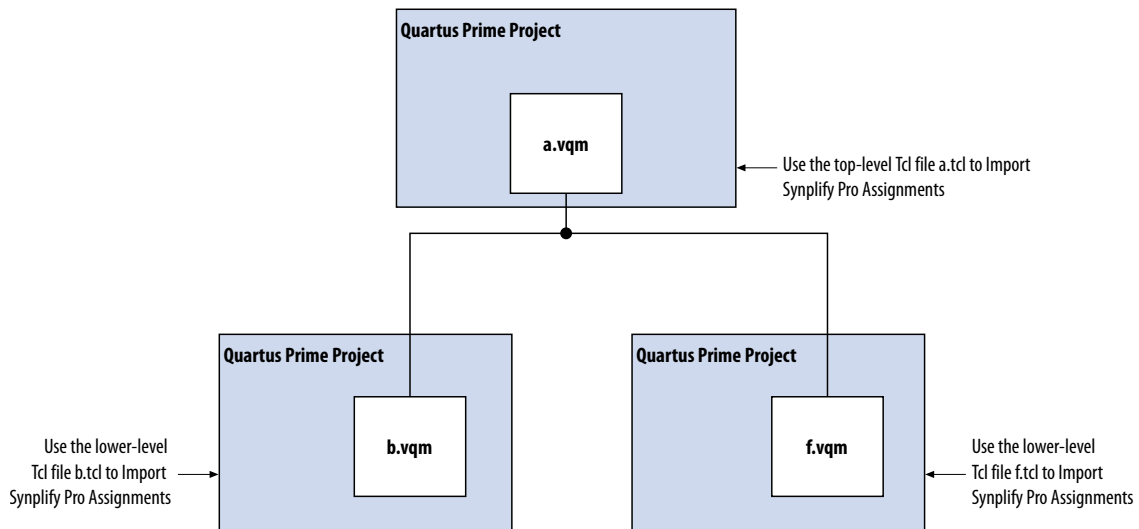 Quartus Prime Project
a.vqm
Use the top-level Tcl file a.tcl to Import
Synplify Pro Assignments
Quartus Prime Project
b.vqm
Use the lower-level
Tcl file b.tcl to Import
Synplify Pro Assignments
Quartus Prime Project
f.vqm
Use the lower-level
Tcl file f.tcl to Import
Synplify Pro Assignments